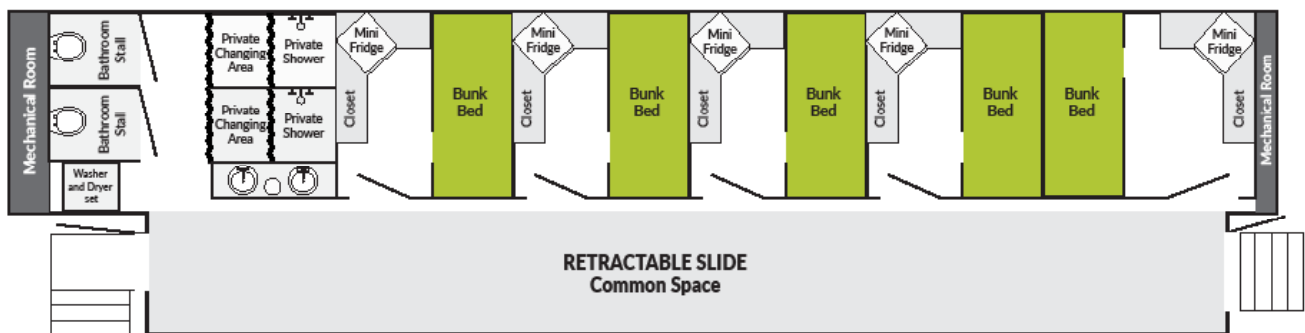 Mechanical Room
Bathroom
Stall
Bathroom
Stall
Washer
and Dryer
set
Private
Changing
Area
Private
Shower
Private
Changing
Area
Private
Shower
Mini
Fridge
Closet
Bunk
Bed
Mini
Fridge
Closet
Bunk
Bed
Mini
Fridge
Closet
Bunk
Bed
Mini
Fridge
Closet
Bunk
Bed
Bunk
Bed
Mini
Fridge
Closet
Mechanical Room
RETRACTABLE SLIDE
Common Space